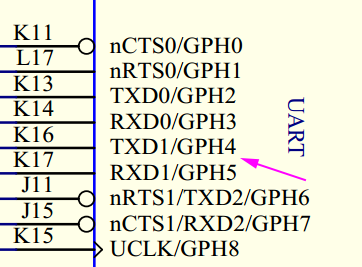 K11 nCTS0/GPH0
L17 nRTS0/GPH1
K13 TXD0/GPH2
K14 RXD0/GPH3
K16 TXD1/GPH4
K17 RXD1/GPH5
J11 nRTS1/TXD2/GPH6
J15 nCTS1/RXD2/GPH7
K15 UCLK/GPH8
UART